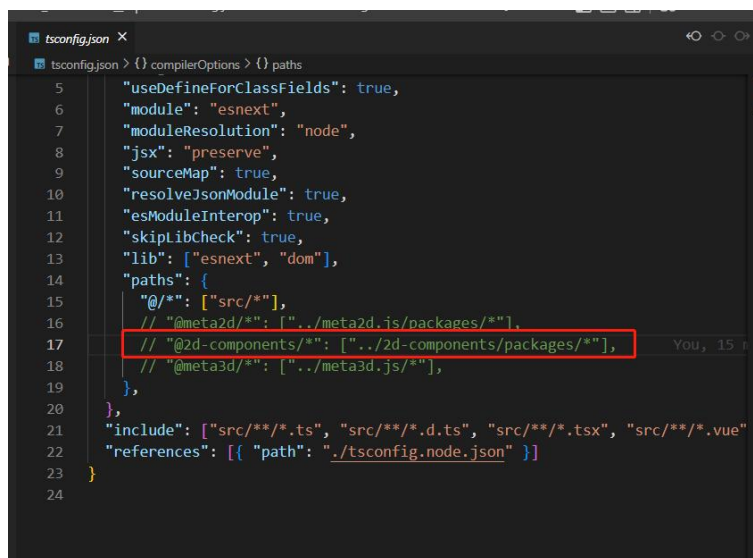 tsconfig.json
tsconfig.json > {} compilerOptions > {} paths
5 "useDefineForClassFields": true,
6 "module": "esnext",
7 "moduleResolution": "node",
8 "jsx": "preserve",
9 "sourceMap": true,
10 "resolveJsonModule": true,
11 "esModuleInterop": true,
12 "skipLibCheck": true,
13 "lib": ["esnext", "dom"],
14 "paths": {
15 "@/*": ["src/*"],
16 // "@meta2d/*": ["../meta2d.js/packages/*"],
17 // "@2d-components/*": ["../2d-components/packages/*"], You, 15
18 // "@meta3d/*": ["../meta3d.js/*"],
19 },
20 },
21 "include": ["src/**/*.ts", "src/**/*.d.ts", "src/**/*.tsx", "src/**/*.vue"
22 "references": [{ "path": "./tsconfig.node.json" }]
23 }
24